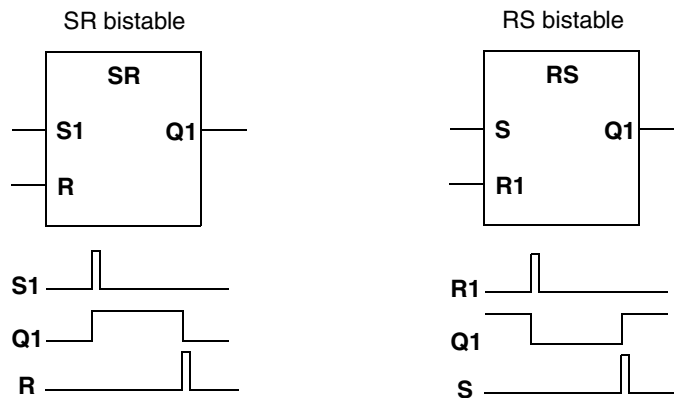 SR bistable
RS bistable
SR
S1 Q1
R
RS
S Q1
R1
S1
Q1
R
R1
Q1
S